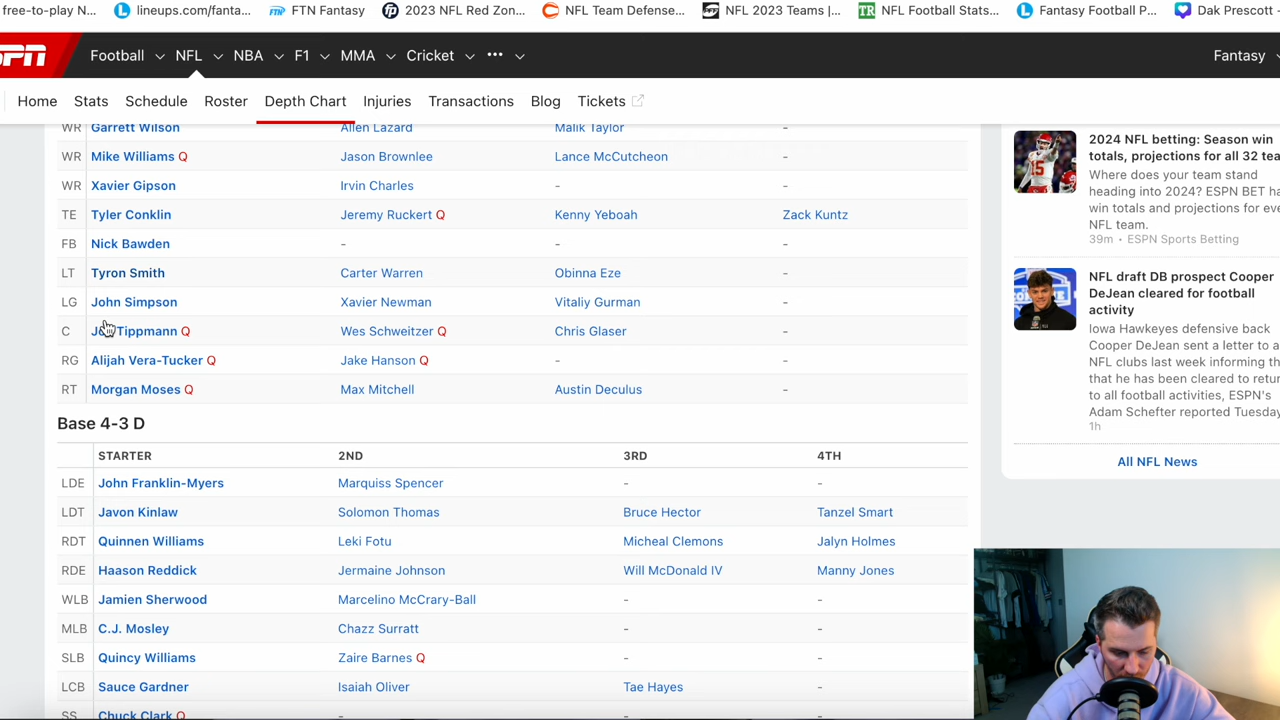 free-to-play N... lineups.com/fanta... FTN FTN Fantasy 2023 NFL Red Zon... NFL Team Defense... NFL 2023 Teams |... TR NFL Football Stats... Fantasy Football P... Dak Prescott -
Football NFL NBA F1 MMA Cricket ••• Fantasy
Home Stats Schedule Roster Depth Chart Injuries Transactions Blog Tickets
WR Garrett Wilson Allen Lazard Malik Taylor -
WR Mike Williams Q Jason Brownlee Lance McCutcheon -
WR Xavier Gipson Irvin Charles - -
TE Tyler Conklin Jeremy Ruckert Q Kenny Yeboah Zack Kuntz
FB Nick Bawden - - -
LT Tyron Smith Carter Warren Obinna Eze -
LG John Simpson Xavier Newman Vitaliy Gurman -
C Tippmann Q Wes Schweitzer Q Chris Glaser -
RG Alijah Vera-Tucker Q Jake Hanson Q - -
RT Morgan Moses Q Max Mitchell Austin Deculus -
Base 4-3 D
STARTER 2ND 3RD 4TH
LDE John Franklin-Myers Marquiss Spencer - -
LDT Javon Kinlaw Solomon Thomas Bruce Hector Tanzel Smart
RDT Quinnen Williams Leki Fotu Micheal Clemons Jalyn Holmes
RDE Haason Reddick Jermaine Johnson Will McDonald IV Manny Jones
WLB Jamien Sherwood Marcelino McCrary-Ball - -
MLB C.J. Mosley Chazz Surratt - -
SLB Quincy Williams Zaire Barnes Q - -
LCB Sauce Gardner Isaiah Oliver Tae Hayes -
SS Chuck Clark Q - - -
2024 NFL betting: Season win
totals, projections for all 32 tea
Where does your team stand
heading into 2024? ESPN BET ha
win totals and projections for eve
NFL team.
39m • ESPN Sports Betting
NFL draft DB prospect Cooper
DeJean cleared for football
activity
Iowa Hawkeyes defensive back
Cooper DeJean sent a letter to a
NFL clubs last week informing th
that he has been cleared to retur
to all football activities, ESPN's
Adam Schefter reported Tuesday
1h
All NFL News